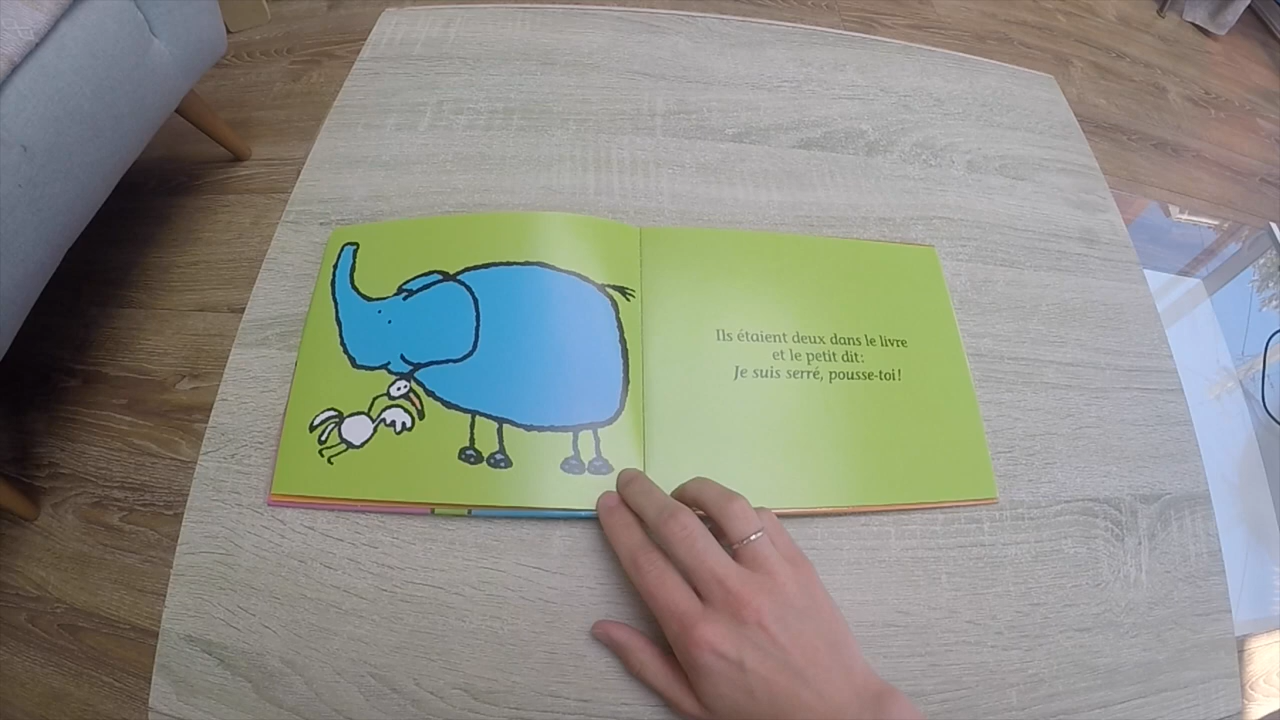 Ils étaient deux dans le livre
et le petit dit:
Je suis serré, pousse-toi!